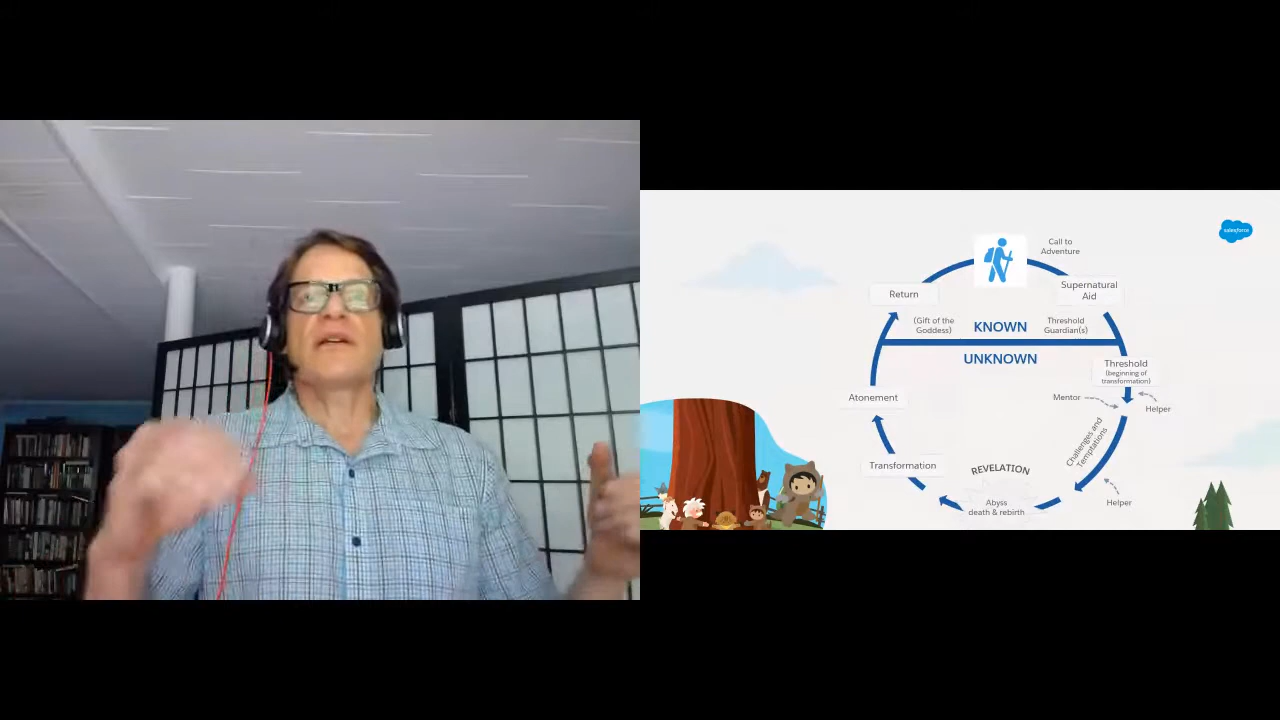 salesforce
Call to
Adventure
Supernatural
Aid
Return
(Gift of the
Goddess)
KNOWN
Threshold
Guardian(s)
UNKNOWN
Threshold
(beginning of
transformation)
Mentor
Helper
Challenges and
Temptations
Helper
REVELATION
Abyss
death & rebirth
Transformation
Atonement